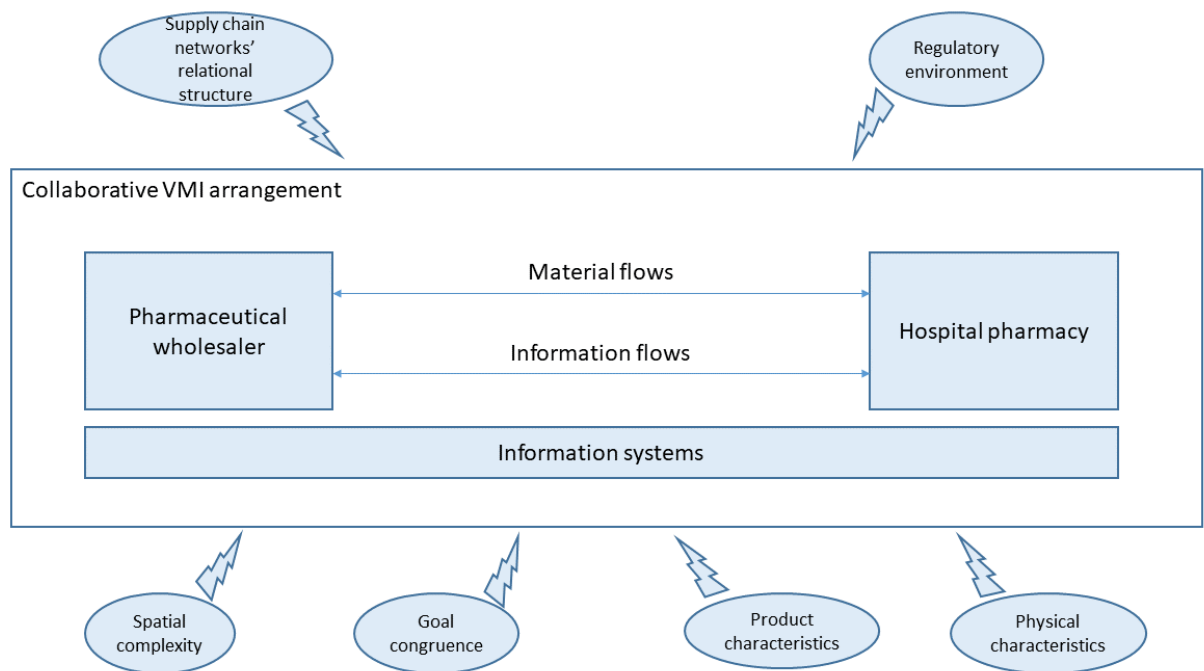 Supply chain
networks’
relational
structure
Regulatory
environment
Collaborative VMI arrangement
Material flows
Pharmaceutical
wholesaler
Hospital pharmacy
Information flows
Information systems
Spatial
complexity
Goal
congruence
Product
characteristics
Physical
characteristics